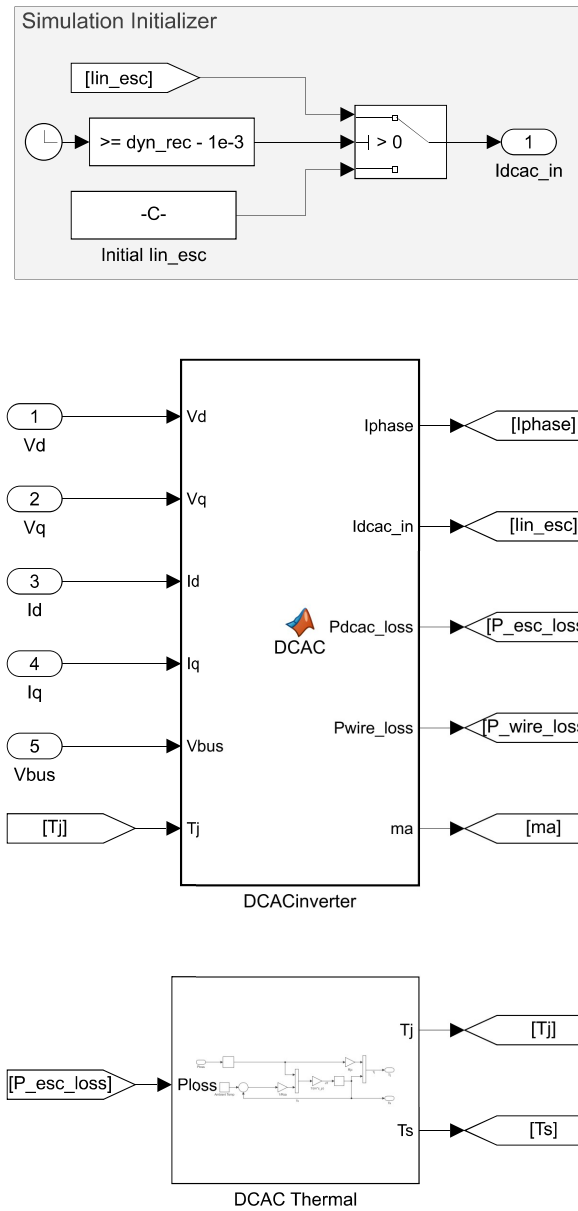 Simulation Initializer
[Iin_esc]
>= dyn_rec - 1e-3
> 0
1
Idcac_in
-C-
Initial Iin_esc
1
Vd
Vd
Iphase
[Iphase]
2
Vq
Vq
Idcac_in
[Iin_esc]
3
Id
Id
DCAC
Pdcac_loss
[P_esc_loss
4
Iq
Iq
Pwire_loss
[P_wire_loss
5
Vbus
Vbus
[Tj]
Tj
ma
[ma]
DCACinverter
Tj
[Tj]
[P_esc_loss]
Ploss
Ts
[Ts]
DCAC Thermal